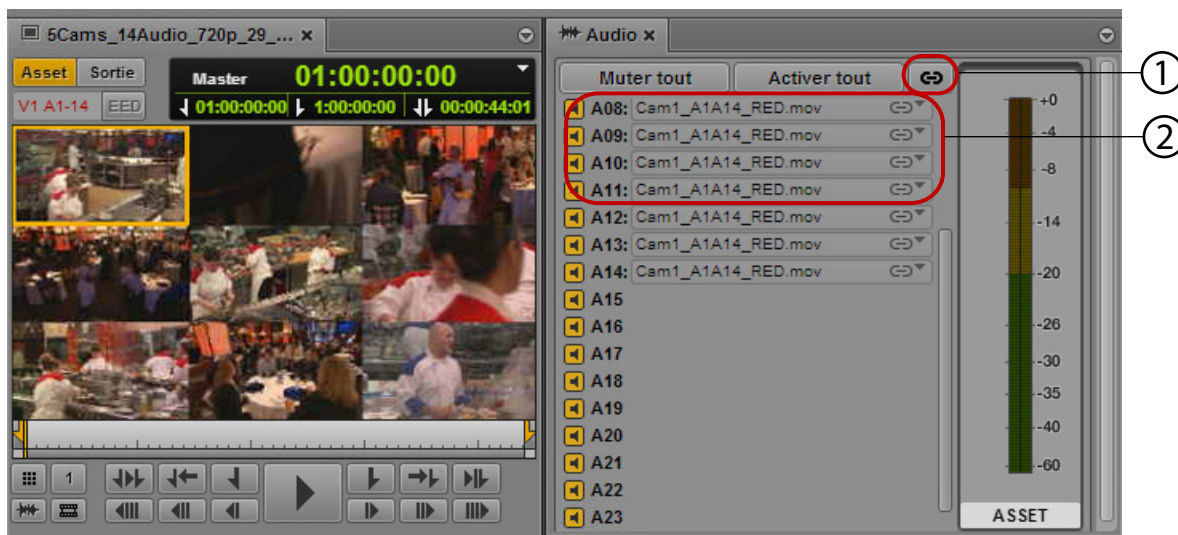 5Cams_14Audio_720p_29_... x
Asset Sortie
Master 01:00:00:00
V1 A1-14 EED
01:00:00:00 1:00:00:00 00:00:44:01
1
Audio x
Muter tout Activer tout
A08: Cam1_A1A14_RED.mov
A09: Cam1_A1A14_RED.mov
A10: Cam1_A1A14_RED.mov
A11: Cam1_A1A14_RED.mov
A12: Cam1_A1A14_RED.mov
A13: Cam1_A1A14_RED.mov
A14: Cam1_A1A14_RED.mov
A15
A16
A17
A18
A19
A20
A21
A22
A23
+0
-4
-8
-14
-20
-26
-30
-35
-40
-60
ASSET
1
2